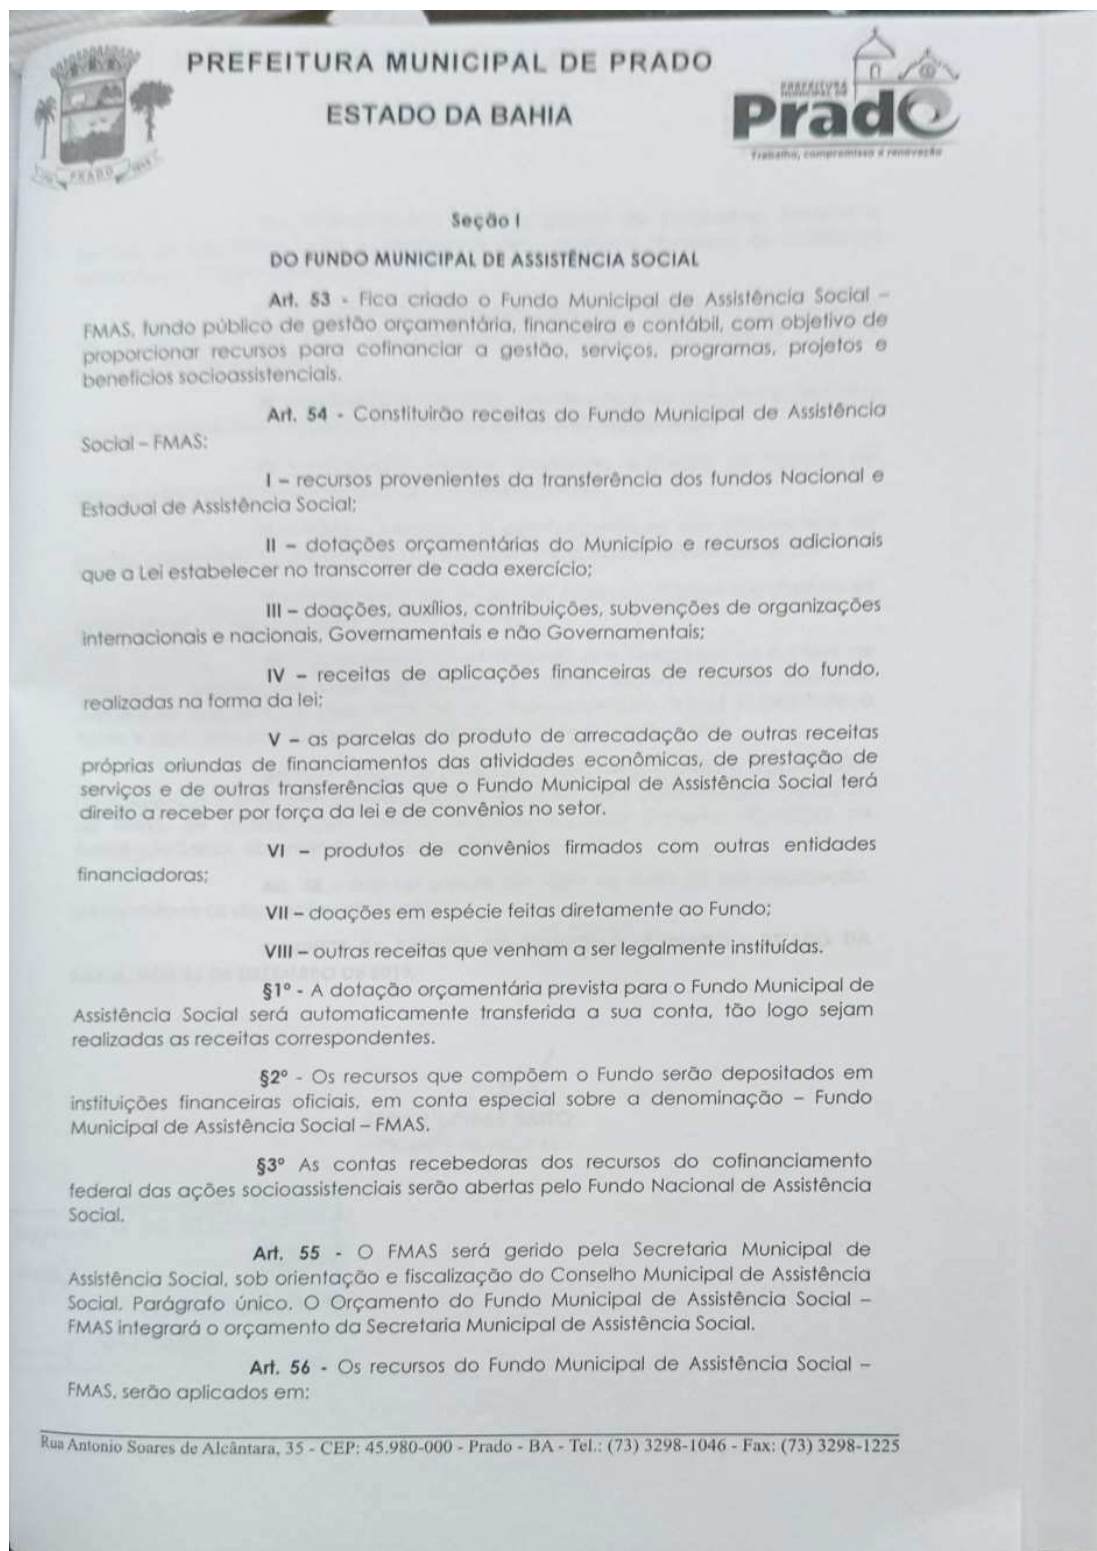 PREFEITURA MUNICIPAL DE PRADO
ESTADO DA BAHIA
PRADO
PREFEITURA
Prado
Trabalho, compromisso e renovação
Seção I
DO FUNDO MUNICIPAL DE ASSISTÊNCIA SOCIAL
Art. 53 - Fica criado o Fundo Municipal de Assistência Social –
FMAS, fundo público de gestão orçamentária, financeira e contábil, com objetivo de
proporcionar recursos para cofinanciar a gestão, serviços, programas, projetos e
benefícios socioassistenciais.
Art. 54 - Constituirão receitas do Fundo Municipal de Assistência
Social – FMAS:
I – recursos provenientes da transferência dos fundos Nacional e
Estadual de Assistência Social;
II – dotações orçamentárias do Município e recursos adicionais
que a Lei estabelecer no transcorrer de cada exercício;
III – doações, auxílios, contribuições, subvenções de organizações
internacionais e nacionais, Governamentais e não Governamentais;
IV – receitas de aplicações financeiras de recursos do fundo,
realizadas na forma da lei;
V – as parcelas do produto de arrecadação de outras receitas
próprias oriundas de financiamentos das atividades econômicas, de prestação de
serviços e de outras transferências que o Fundo Municipal de Assistência Social terá
direito a receber por força da lei e de convênios no setor.
VI – produtos de convênios firmados com outras entidades
financiadoras;
VII – doações em espécie feitas diretamente ao Fundo;
VIII – outras receitas que venham a ser legalmente instituídas.
§1º - A dotação orçamentária prevista para o Fundo Municipal de
Assistência Social será automaticamente transferida a sua conta, tão logo sejam
realizadas as receitas correspondentes.
§2º - Os recursos que compõem o Fundo serão depositados em
instituições financeiras oficiais, em conta especial sobre a denominação – Fundo
Municipal de Assistência Social – FMAS.
§3º As contas recebedoras dos recursos do cofinanciamento
federal das ações socioassistenciais serão abertas pelo Fundo Nacional de Assistência
Social.
Art. 55 - O FMAS será gerido pela Secretaria Municipal de
Assistência Social, sob orientação e fiscalização do Conselho Municipal de Assistência
Social. Parágrafo único. O Orçamento do Fundo Municipal de Assistência Social –
FMAS integrará o orçamento da Secretaria Municipal de Assistência Social.
Art. 56 - Os recursos do Fundo Municipal de Assistência Social –
FMAS, serão aplicados em:
Rua Antonio Soares de Alcântara, 35 - CEP: 45.980-000 - Prado - BA - Tel.: (73) 3298-1046 - Fax: (73) 3298-1225